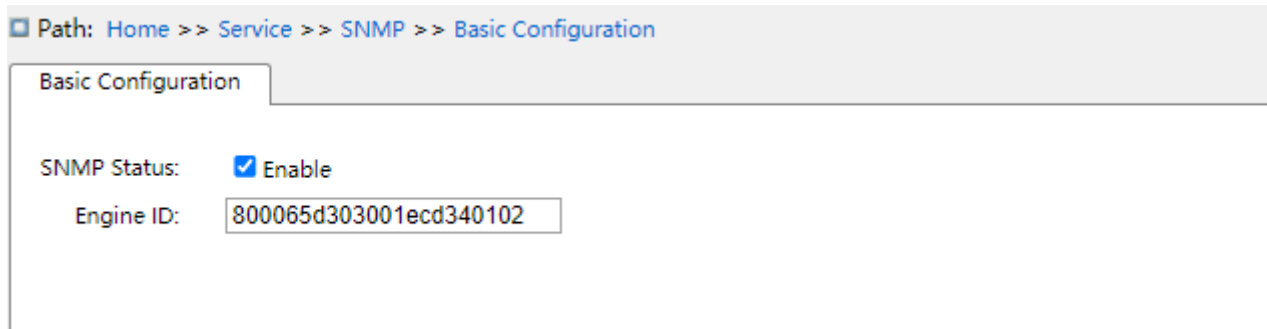 Path: Home >> Service >> SNMP >> Basic Configuration
Basic Configuration
SNMP Status: Enable
Engine ID: 800065d303001ecd340102